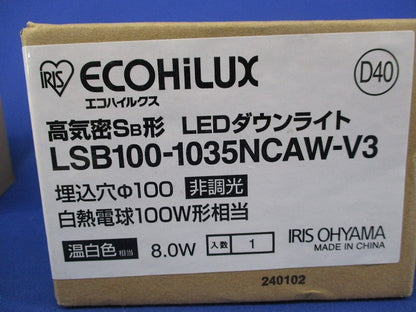 IRIS ECOHiLUX D40
エコハイルクス
高気密SB形 LEDダウンライト
LSB100-1035NCAW-V3
埋込穴Φ100 非調光
白熱電球100W形相当
温白色相当 8.0W 入数 1 IRIS OHYAMA
MADE IN CHINA
240102